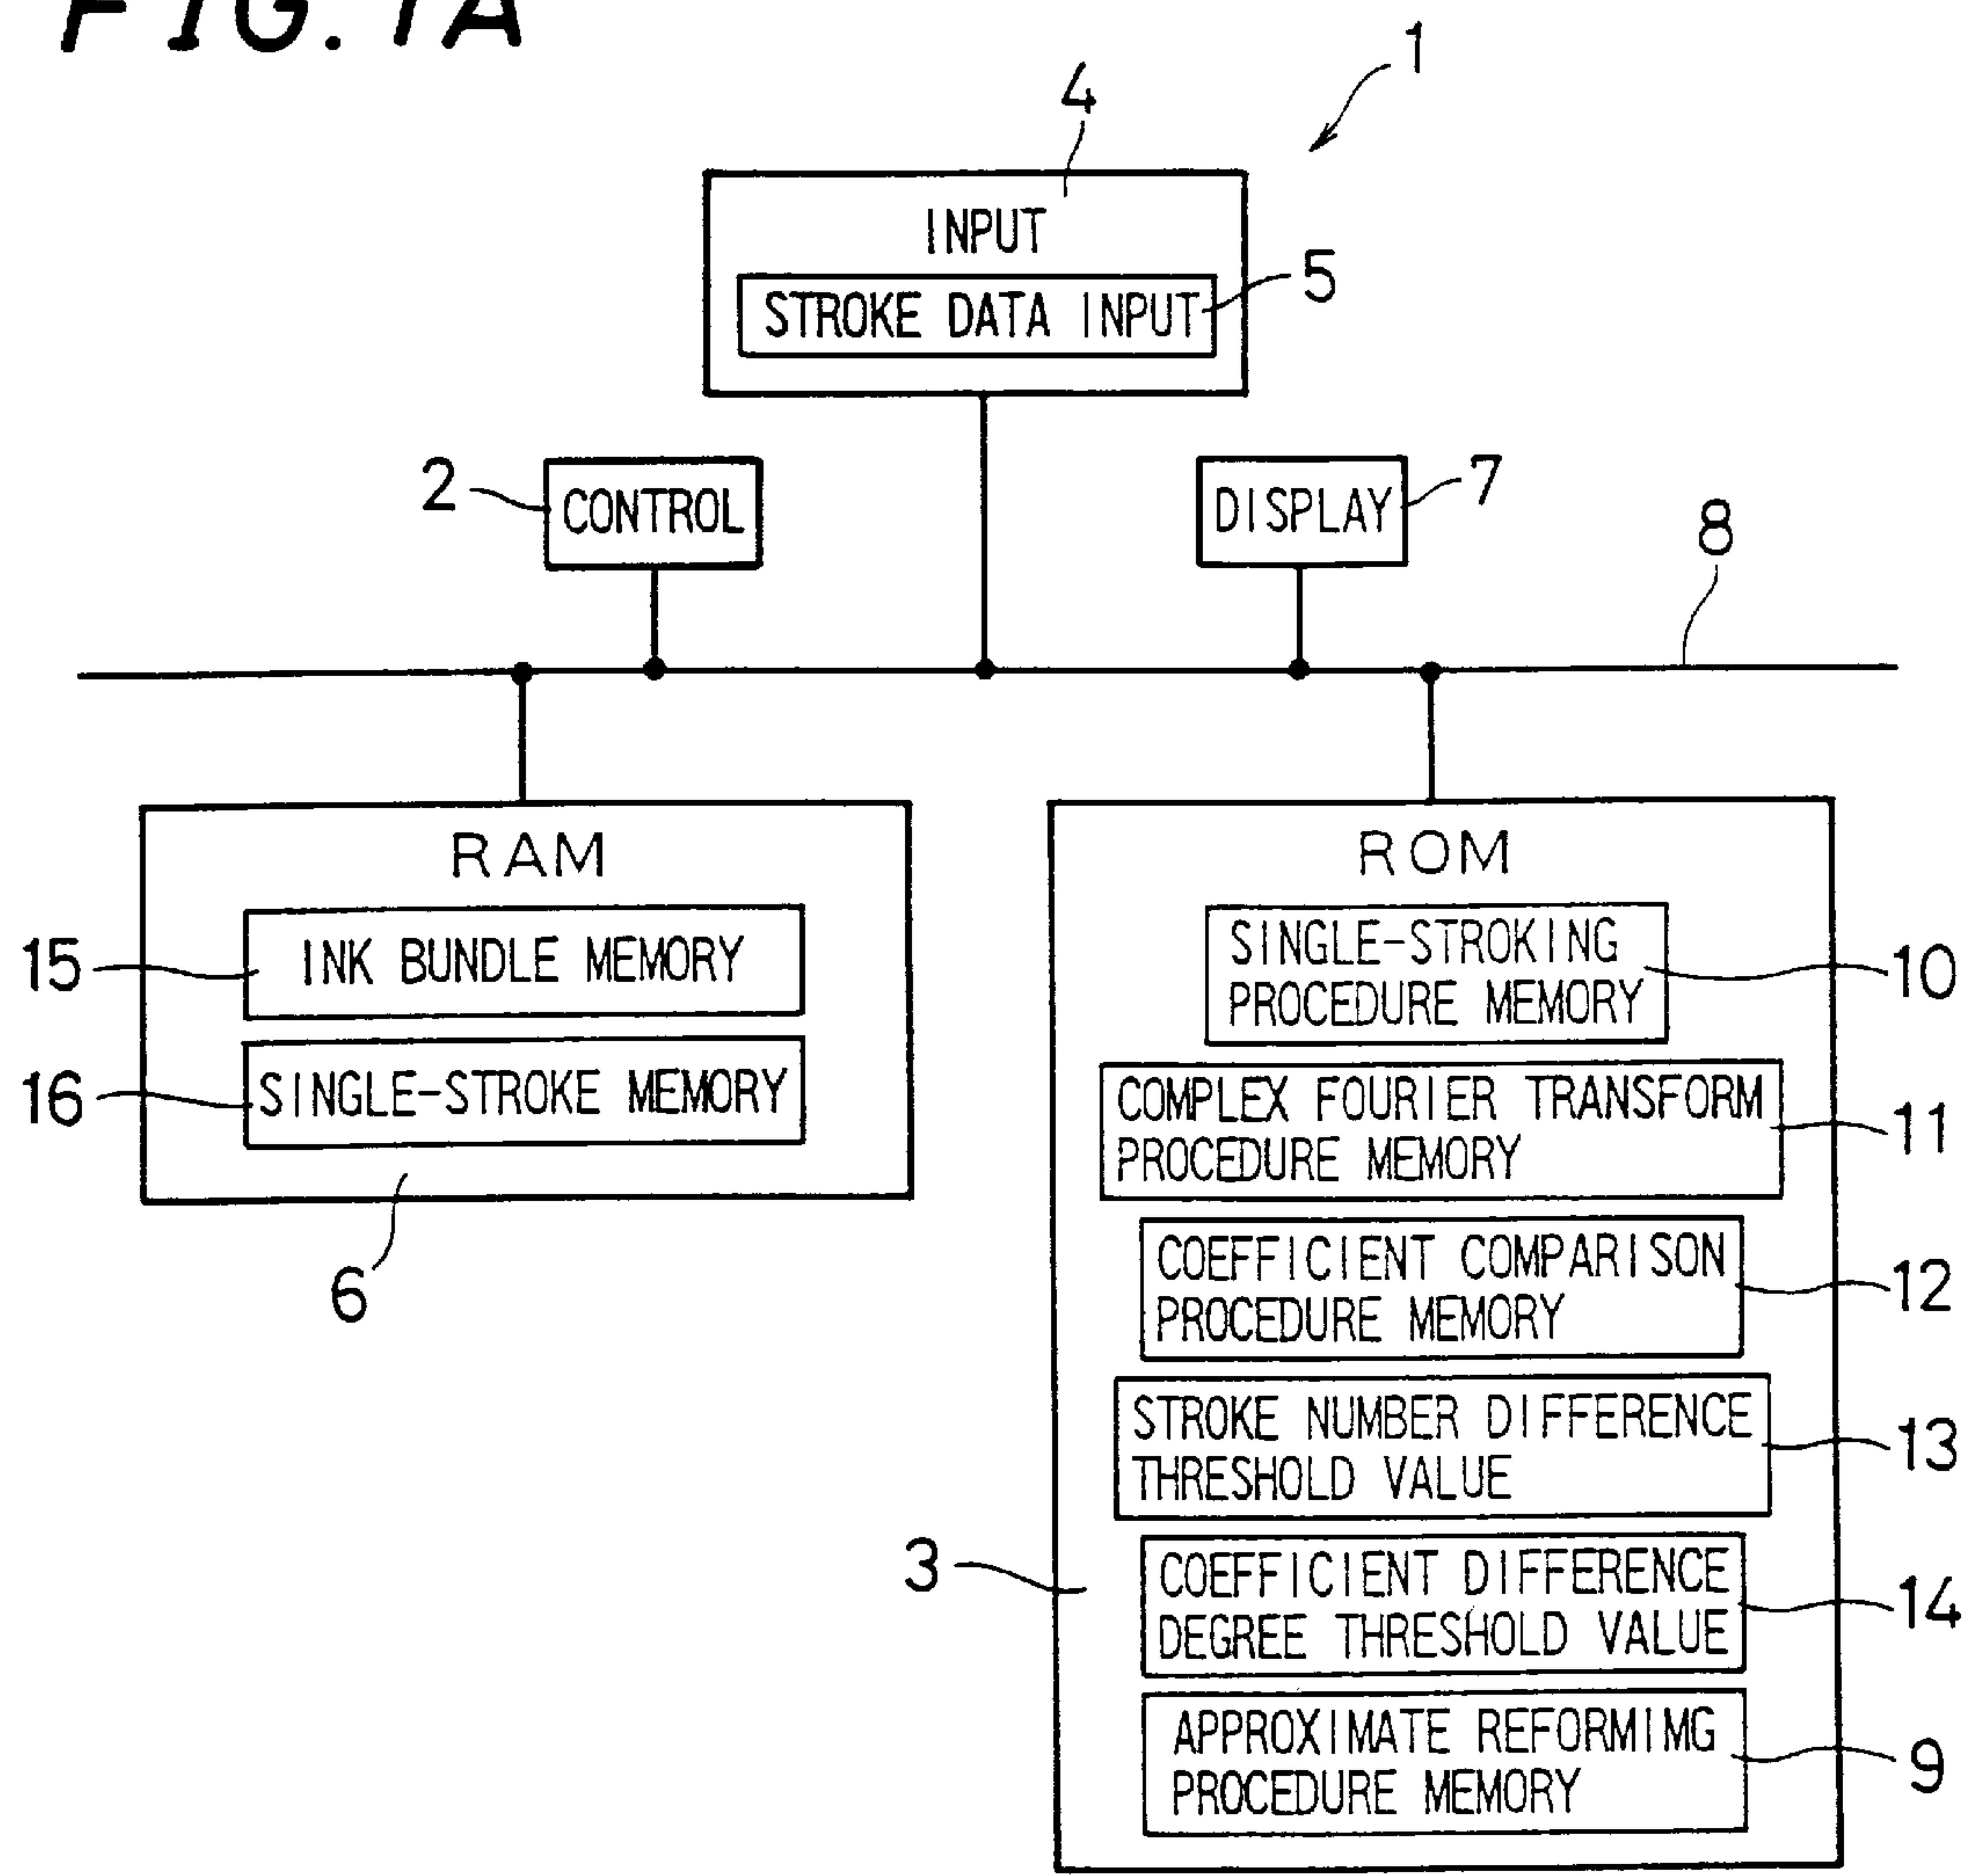 FIG. 1A
1
4
INPUT
5
STROKE DATA INPUT
2
CONTROL
7
DISPLAY
8
RAM
ROM
15
INK BUNDLE MEMORY
SINGLE-STROKING
PROCEDURE MEMORY
10
16
SINGLE-STROKE MEMORY
COMPLEX FOURIER TRANSFORM
PROCEDURE MEMORY
11
6
COEFFICIENT COMPARISON
PROCEDURE MEMORY
12
STROKE NUMBER DIFFERENCE
THRESHOLD VALUE
13
3
COEFFICIENT DIFFERENCE
DEGREE THRESHOLD VALUE
14
APPROXIMATE REFORMIMG
PROCEDURE MEMORY
9